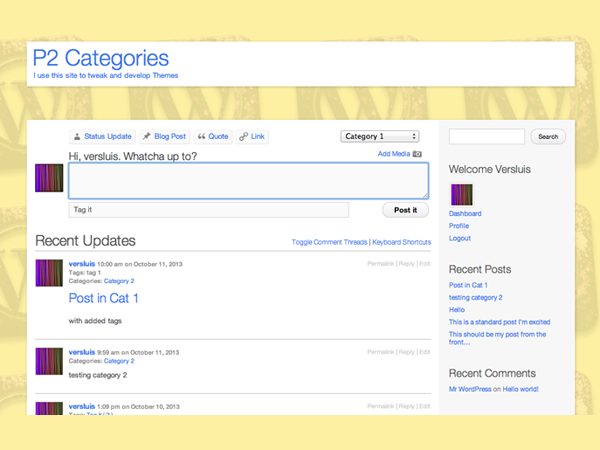 P2 Categories
I use this site to tweak and develop Themes
Status Update
Blog Post
Quote
Link
Category 1
Hi, versluis. Whatcha up to?
Add Media
Tag it
Post it
Recent Updates
Toggle Comment Threads | Keyboard Shortcuts
versluis 10:00 am on October 11, 2013
Permalink | Reply | Edit
Tags: tag 1
Categories: Category 2
Post in Cat 1
with added tags
versluis 9:59 am on October 11, 2013
Permalink | Reply | Edit
Categories: Category 2
testing category 2
versluis 1:09 pm on October 10, 2013
Permalink | Reply | Edit
Search
Welcome Versluis
Dashboard
Profile
Logout
Recent Posts
Post in Cat 1
testing category 2
Hello
This is a standard post I'm excited
This should be my post from the
front....
Recent Comments
Mr WordPress on Hello world!